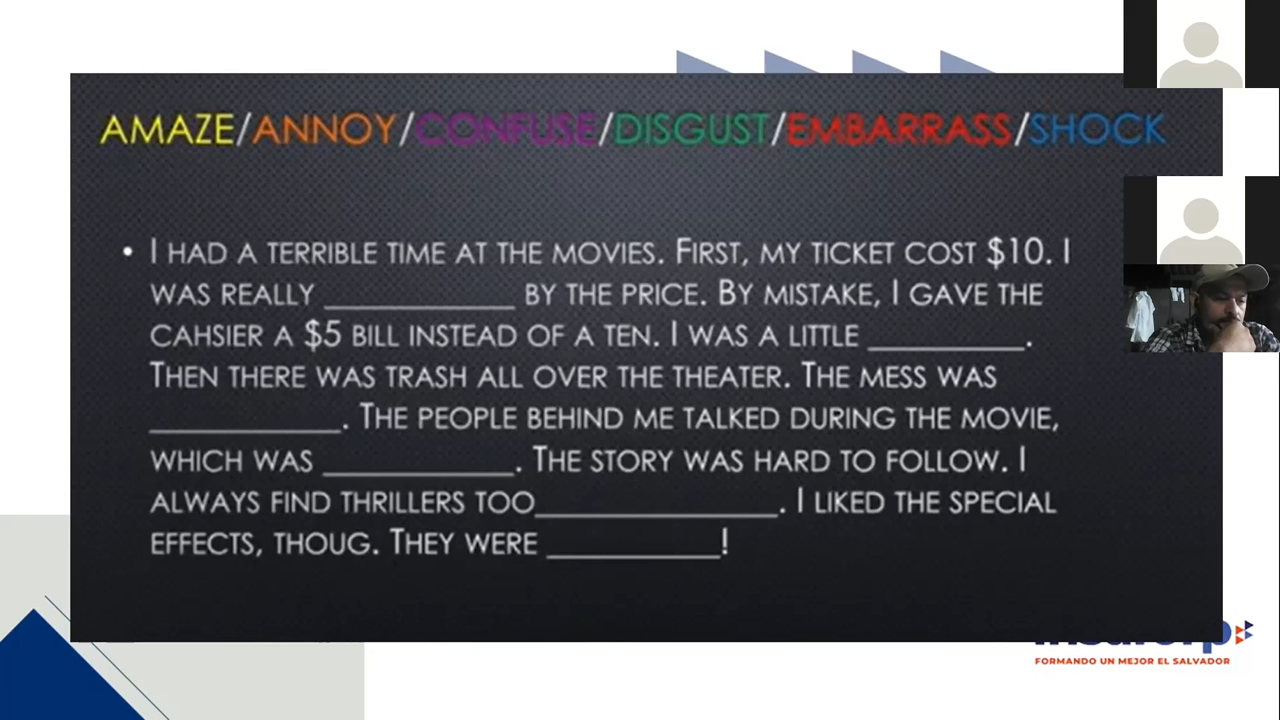 AMAZE/ANNOY/CONFUSE/DISGUST/EMBARRASS/SHOCK
• I HAD A TERRIBLE TIME AT THE MOVIES. FIRST, MY TICKET COST $10. I
WAS REALLY _____________ BY THE PRICE. BY MISTAKE, I GAVE THE
CAHSIER A $5 BILL INSTEAD OF A TEN. I WAS A LITTLE ___________.
THEN THERE WAS TRASH ALL OVER THE THEATER. THE MESS WAS
_____________. THE PEOPLE BEHIND ME TALKED DURING THE MOVIE,
WHICH WAS _____________. THE STORY WAS HARD TO FOLLOW. I
ALWAYS FIND THRILLERS TOO_________________. I LIKED THE SPECIAL
EFFECTS, THOUG. THEY WERE ____________!
FORMANDO UN MEJOR EL SALVADOR